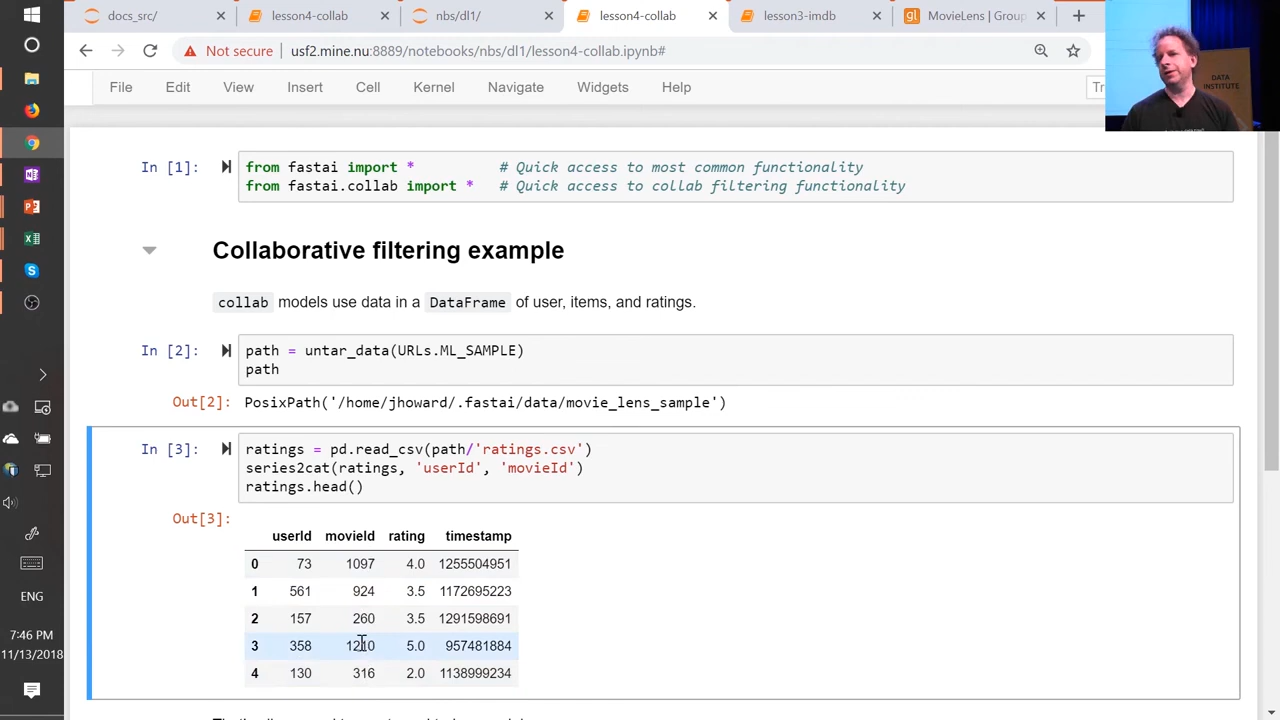 docs_src/
lesson4-collab
nbs/dl1/
lesson4-collab
lesson3-imdb
MovieLens | Group
Not secure
usf2.mine.nu:8889/notebooks/nbs/dl1/lesson4-collab.ipynb#
File
Edit
View
Insert
Cell
Kernel
Navigate
Widgets
Help
DATA
INSTITUTE
In [1]:
from fastai import * # Quick access to most common functionality
from fastai.collab import * # Quick access to collab filtering functionality
Collaborative filtering example
collab models use data in a DataFrame of user, items, and ratings.
In [2]:
path = untar_data(URLs.ML_SAMPLE)
path
Out[2]: PosixPath('/home/jhoward/.fastai/data/movie_lens_sample')
In [3]:
ratings = pd.read_csv(path/'ratings.csv')
series2cat(ratings, 'userId', 'movieId')
ratings.head()
Out[3]:
userId movieId rating timestamp
0 73 1097 4.0 1255504951
1 561 924 3.5 1172695223
2 157 260 3.5 1291598691
3 358 1210 5.0 957481884
4 130 316 2.0 1138999234
ENG
7:46 PM
11/13/2018